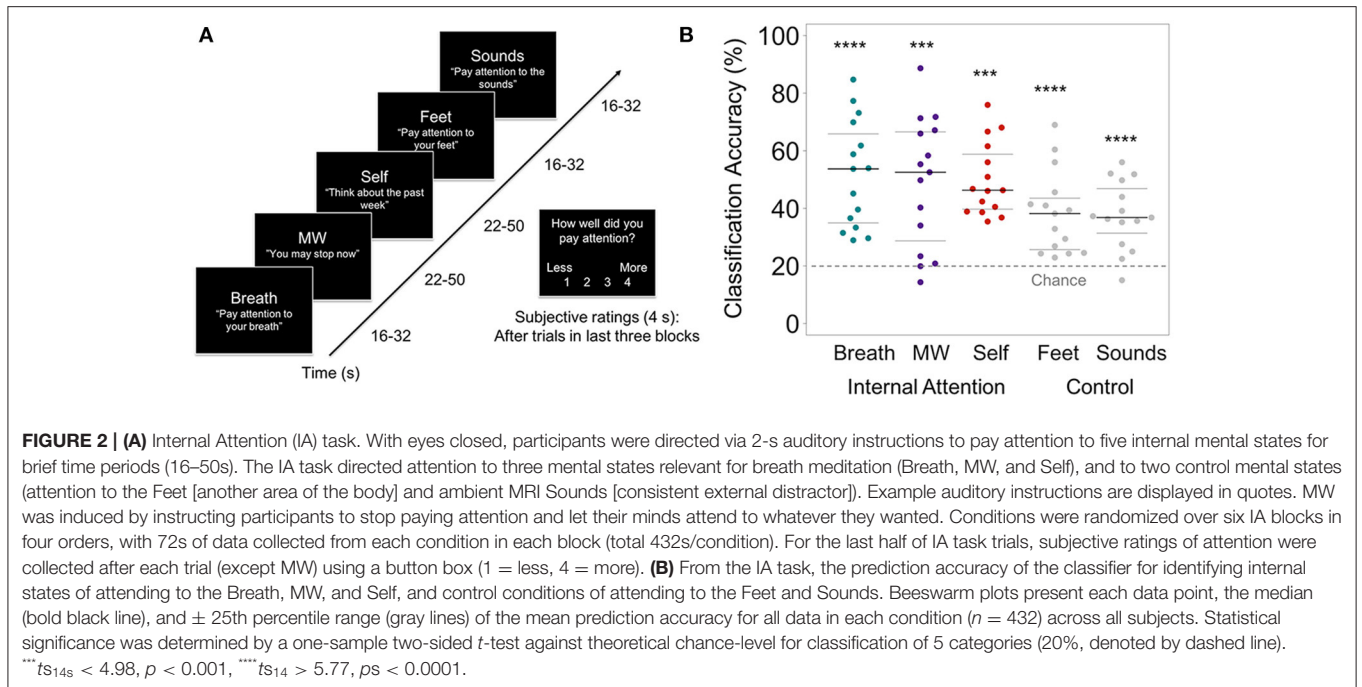 A
Sounds
"Pay attention to the
sounds"
Feet
"Pay attention to
your feet"
Self
"Think about the past
week"
MW
"You may stop now"
Breath
"Pay attention to
your breath"
16-32
16-32
22-50
22-50
16-32
Time (s)
How well did you
pay attention?
Less More
1 2 3 4
Subjective ratings (4 s):
After trials in last three blocks
B
Classification Accuracy (%)
100
80
60
40
20
0
**** *** *** **** ****
Chance
Breath MW Self Feet Sounds
Internal Attention Control
FIGURE 2 | (A) Internal Attention (IA) task. With eyes closed, participants were directed via 2-s auditory instructions to pay attention to five internal mental states for
brief time periods (16–50s). The IA task directed attention to three mental states relevant for breath meditation (Breath, MW, and Self), and to two control mental states
(attention to the Feet [another area of the body] and ambient MRI Sounds [consistent external distractor]). Example auditory instructions are displayed in quotes. MW
was induced by instructing participants to stop paying attention and let their minds attend to whatever they wanted. Conditions were randomized over six IA blocks in
four orders, with 72s of data collected from each condition in each block (total 432s/condition). For the last half of IA task trials, subjective ratings of attention were
collected after each trial (except MW) using a button box (1 = less, 4 = more). (B) From the IA task, the prediction accuracy of the classifier for identifying internal
states of attending to the Breath, MW, and Self, and control conditions of attending to the Feet and Sounds. Beeswarm plots present each data point, the median
(bold black line), and ± 25th percentile range (gray lines) of the mean prediction accuracy for all data in each condition (n = 432) across all subjects. Statistical
significance was determined by a one-sample two-sided t-test against theoretical chance-level for classification of 5 categories (20%, denoted by dashed line).
***ts14s < 4.98, p < 0.001, ****ts14 > 5.77, ps < 0.0001.